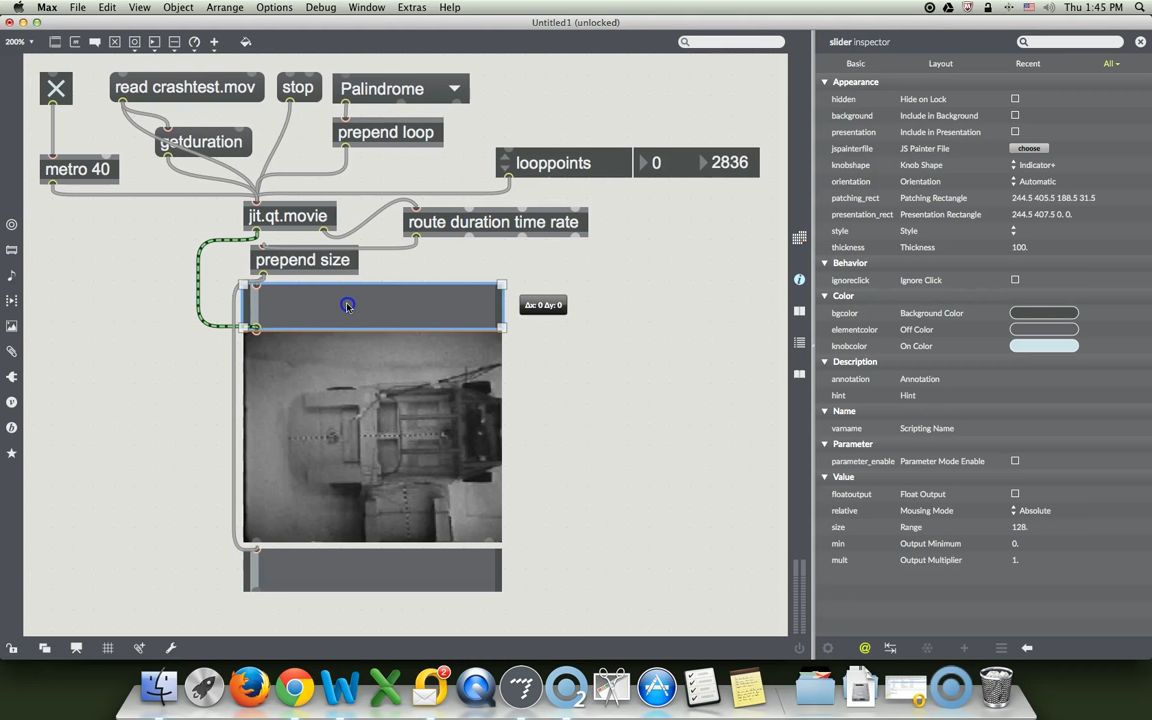 Max File Edit View Object Arrange Options Debug Window Extras Help Thu 1:45 PM
Untitled1 (unlocked)
200%
slider inspector
Basic Layout Recent All
read crashtest.mov
stop
Palindrome
getduration
prepend loop
metro 40
looppoints 0 2836
jit.qt.movie
route duration time rate
prepend size
Δx: 0 Δy: 0
Appearance
hidden Hide on Lock
background Include in Background
presentation Include in Presentation
jspainterfile JS Painter File choose
knobshape Knob Shape Indicator+
orientation Orientation Automatic
patching_rect Patching Rectangle 244.5 405.5 188.5 31.5
presentation_rect Presentation Rectangle 244.5 407.5 0. 0.
style Style
thickness Thickness 100.
Behavior
ignoreclick Ignore Click
Color
bgcolor Background Color
elementcolor Off Color
knobcolor On Color
Description
annotation Annotation
hint Hint
Name
varname Scripting Name
Parameter
parameter_enable Parameter Mode Enable
Value
floatoutput Float Output
relative Mousing Mode Absolute
size Range 128.
min Output Minimum 0.
mult Output Multiplier 1.
2
2